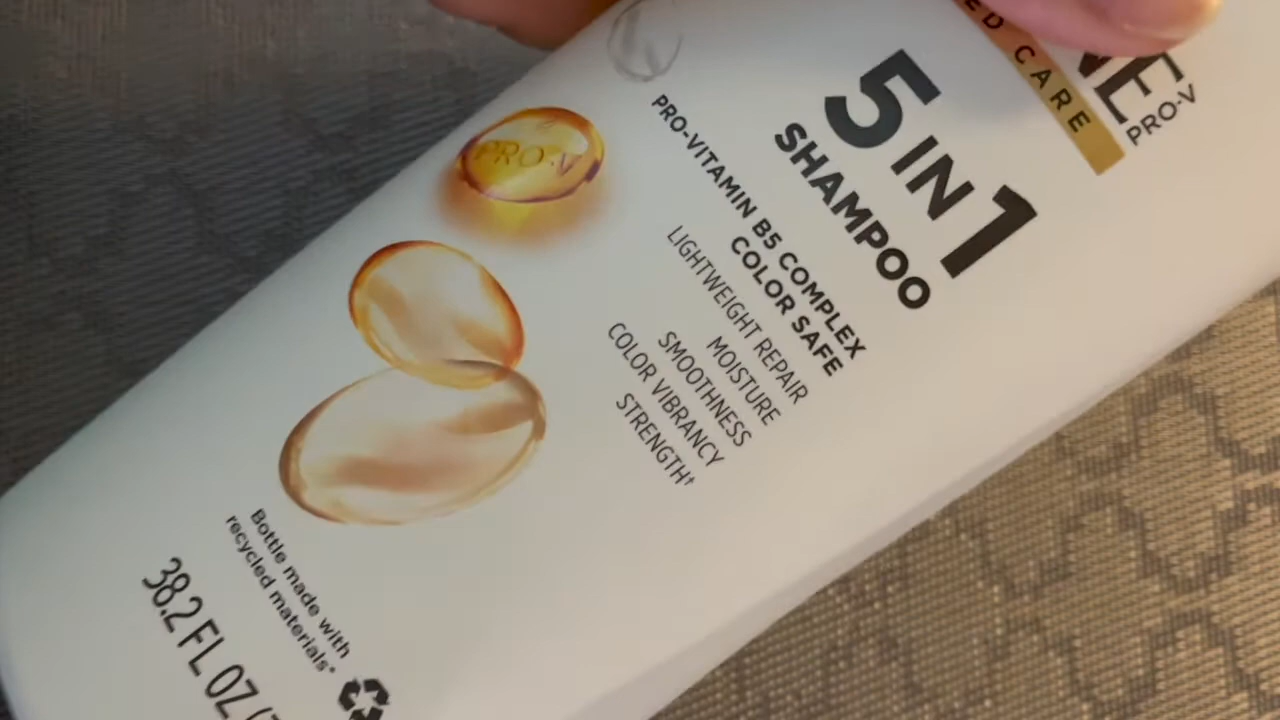 PRO-V
CARE
5 IN 1
SHAMPOO
PRO-VITAMIN B5 COMPLEX
COLOR SAFE
LIGHTWEIGHT REPAIR
MOISTURE
SMOOTHNESS
COLOR VIBRANCY
STRENGTH†
PRO-V
Bottle made with
recycled materials*
38.2 FL OZ